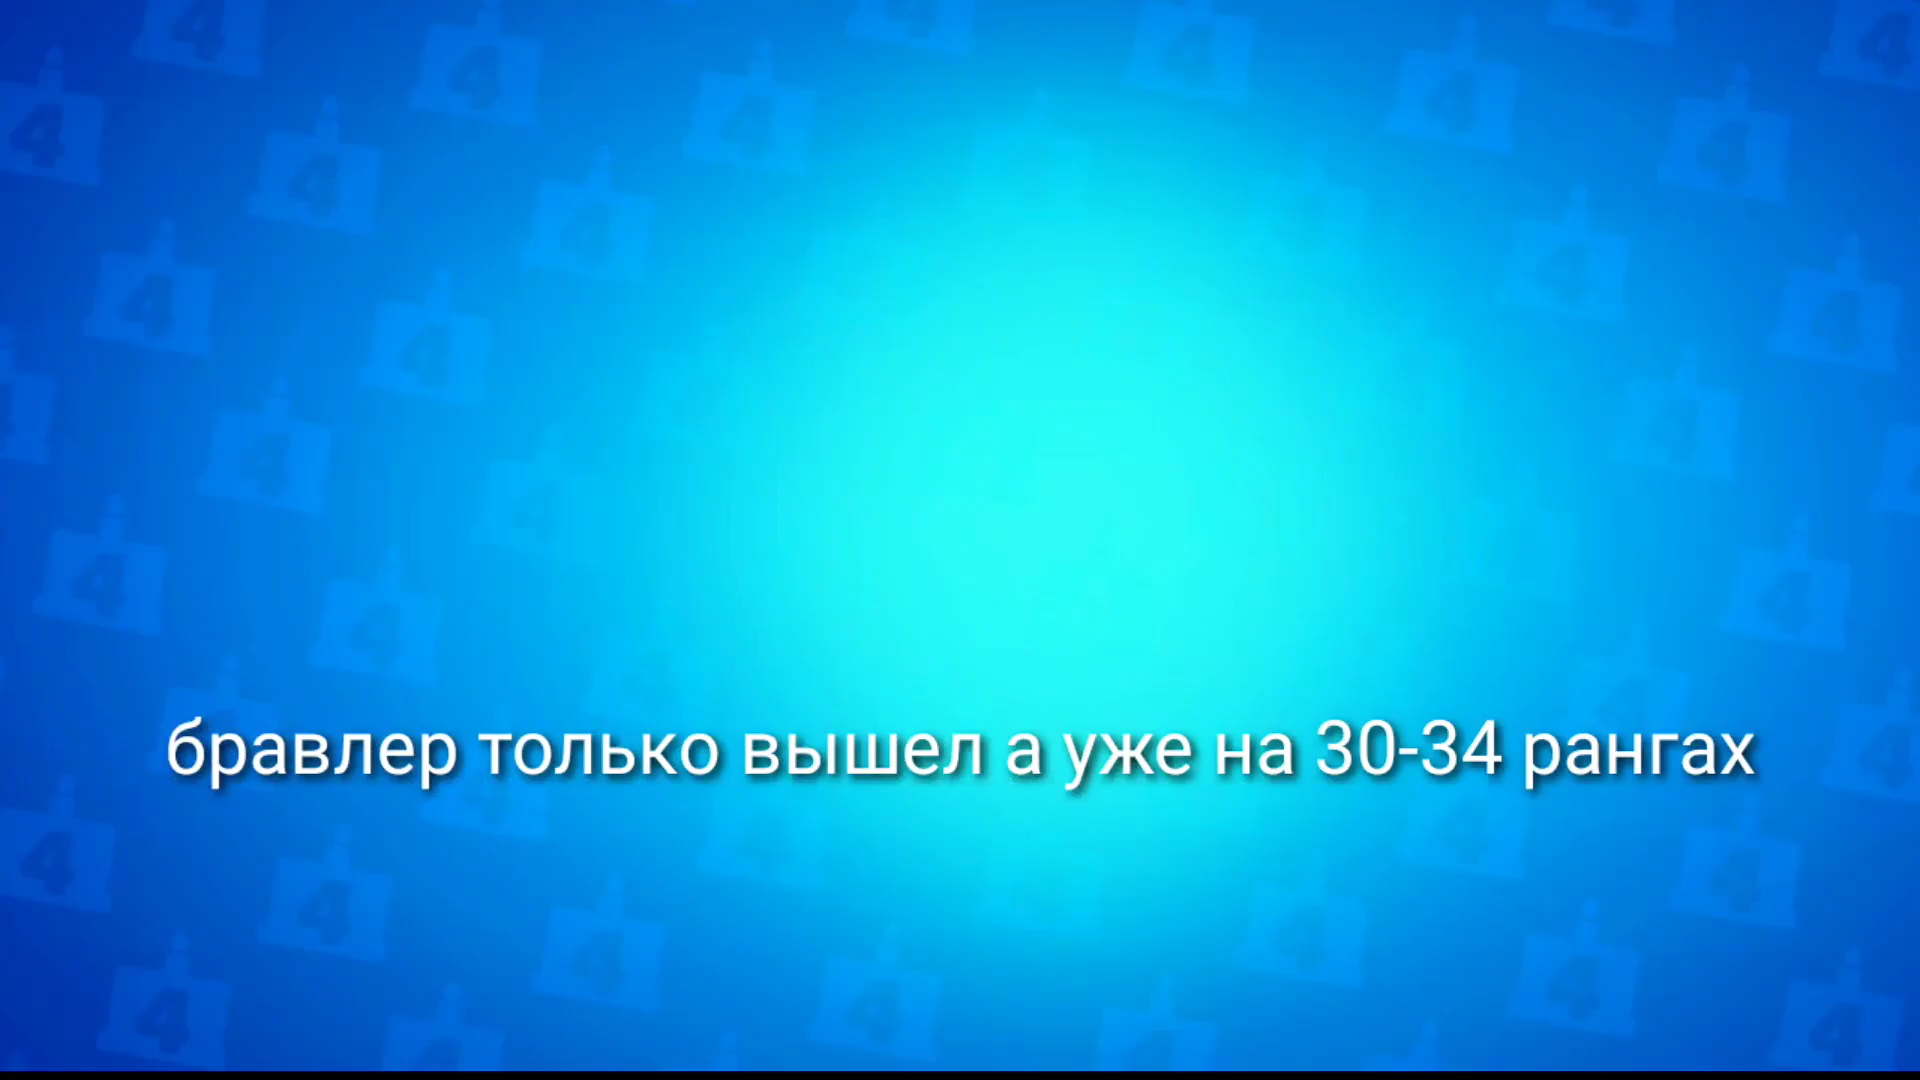 бравлер только вышел а уже на 30-34 рангах